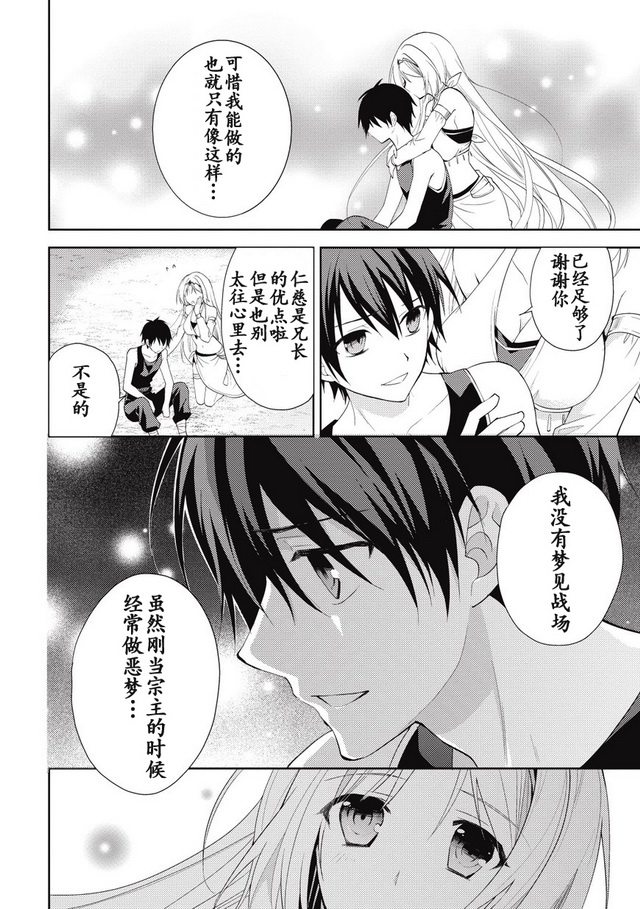 可惜我能做的
也就只有像这样…
已经足够了
谢谢你
仁慈是兄长
的优点啦
但是也别
太往心里去…
不是的
我没有梦见战场
虽然刚当宗主的时候
经常做恶梦…